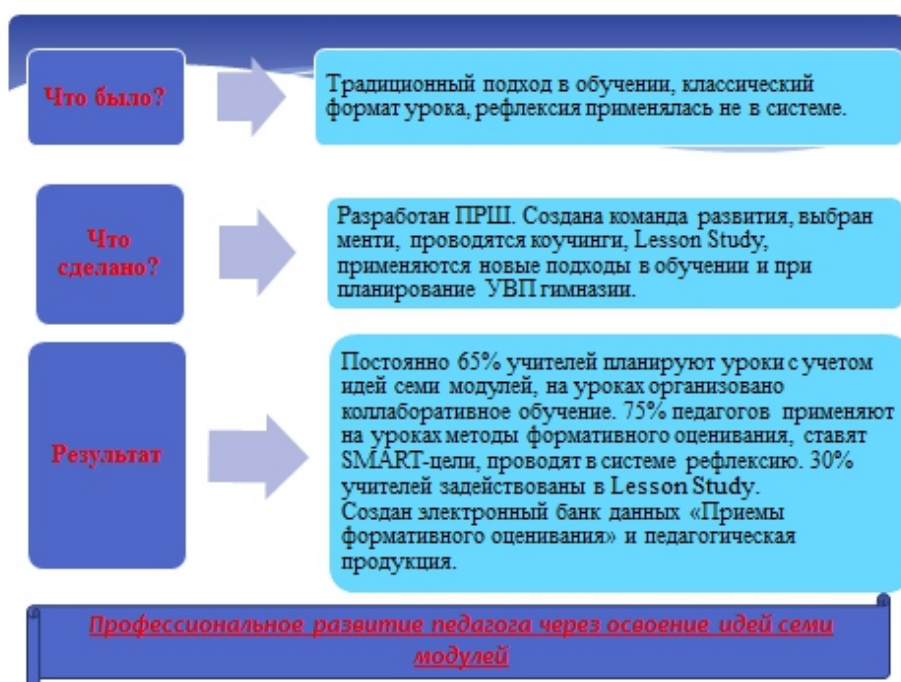 Что было?
Традиционный подход в обучении, классический
формат урока, рефлексия применялась не в системе.
Что
сделано?
Разработан ПРШ. Создана команда развития, выбран
менти, проводятся коучинги, Lesson Study,
применяются новые подходы в обучении и при
планирование УВП гимназии.
Результат
Постоянно 65% учителей планируют уроки с учетом
идей семи модулей, на уроках организовано
коллаборативное обучение. 75% педагогов применяют
на уроках методы формативного оценивания, ставят
SMART-цели, проводят в системе рефлексию. 30%
учителей задействованы в Lesson Study.
Создан электронный банк данных «Приемы
формативного оценивания» и педагогическая
продукция.
Профессиональное развитие педагога через освоение идей семи
модулей